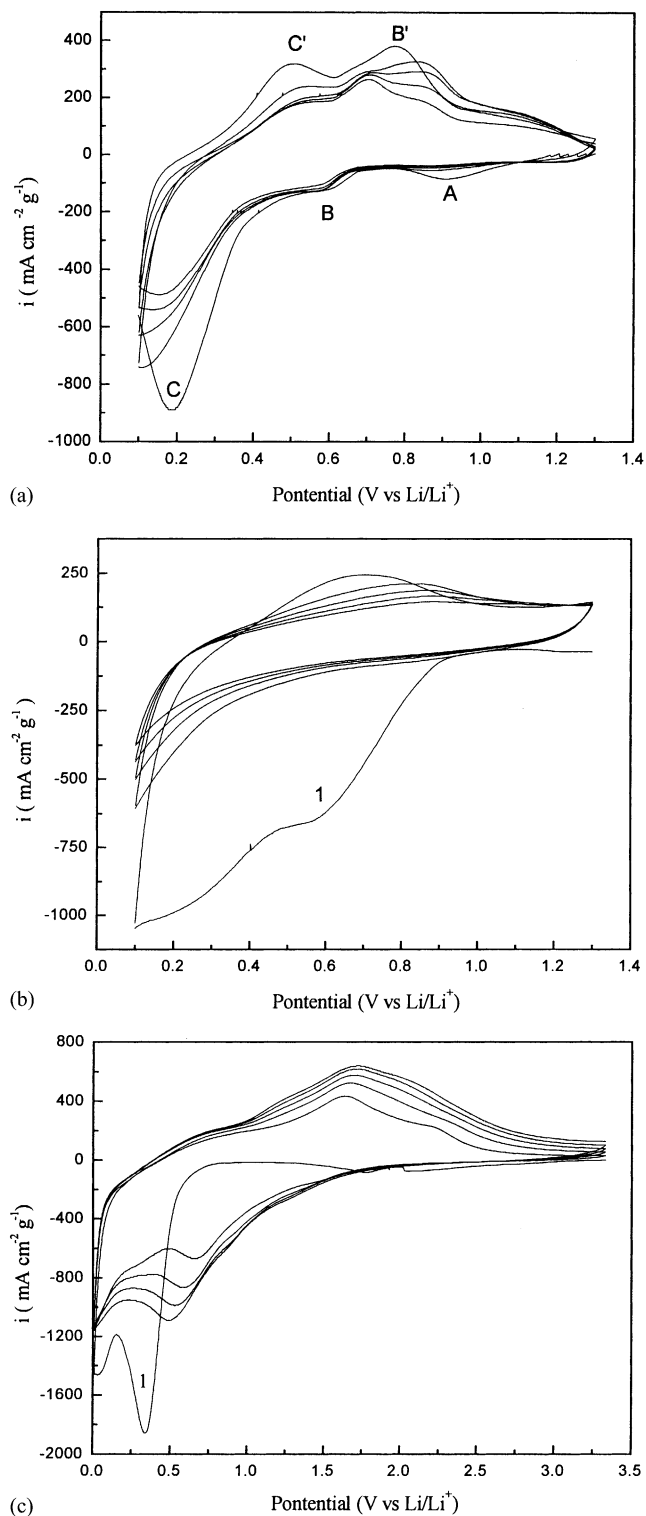 400
200
0
-200
-400
-600
-800
-1000
C'
B'
A
B
C
i ( mA cm⁻² g⁻¹)
0.0 0.2 0.4 0.6 0.8 1.0 1.2 1.4
(a)
Pontential (V vs Li/Li⁺)
250
0
-250
-500
-750
-1000
1
i ( mA cm⁻² g⁻¹)
0.0 0.2 0.4 0.6 0.8 1.0 1.2 1.4
(b)
Pontential (V vs Li/Li⁺)
800
400
0
-400
-800
-1200
-1600
-2000
1
i ( mA cm⁻² g⁻¹)
0.0 0.5 1.0 1.5 2.0 2.5 3.0 3.5
(c)
Potential (V vs Li/Li⁺)